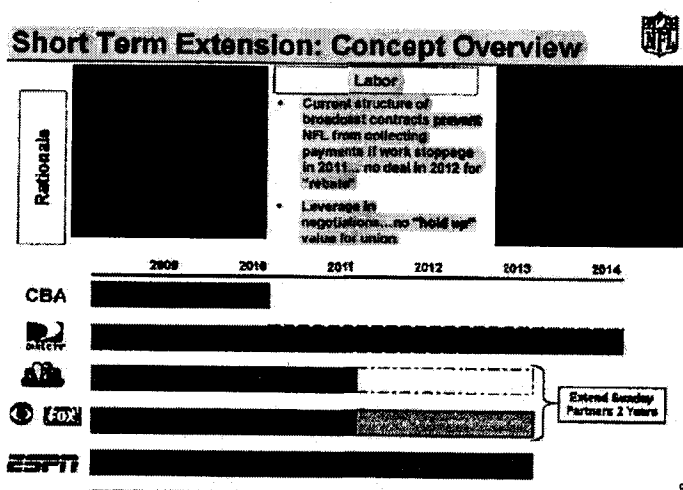 Short Term Extension: Concept Overview
NFL
Rationale
Labor
• Current structure of
broadcast contracts prevent
NFL from collecting
payments if work stoppage
in 2011... no deal in 2012 for
"rebate"
• Leverage in
negotiations...no "hold up"
value for union
2009 2010 2011 2012 2013 2014
CBA
DIRECTV
FOX
ESPN
Extend Sunday
Partners 2 Years